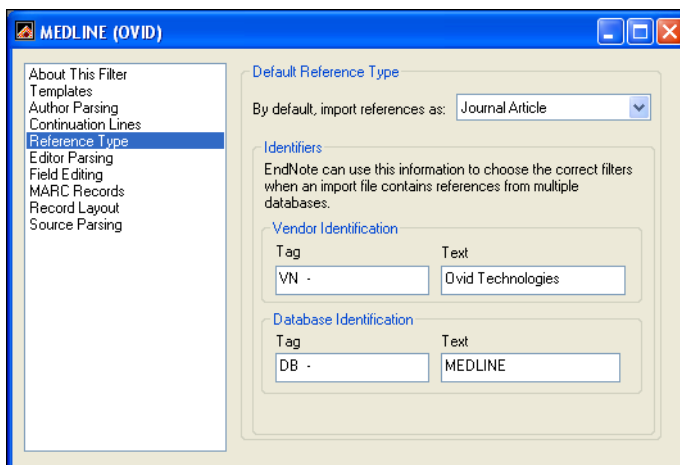 MEDLINE (OVID)
About This Filter
Templates
Author Parsing
Continuation Lines
Reference Type
Editor Parsing
Field Editing
MARC Records
Record Layout
Source Parsing
Default Reference Type
By default, import references as: Journal Article
Identifiers
EndNote can use this information to choose the correct filters
when an import file contains references from multiple
databases.
Vendor Identification
Tag Text
VN - Ovid Technologies
Database Identification
Tag Text
DB - MEDLINE